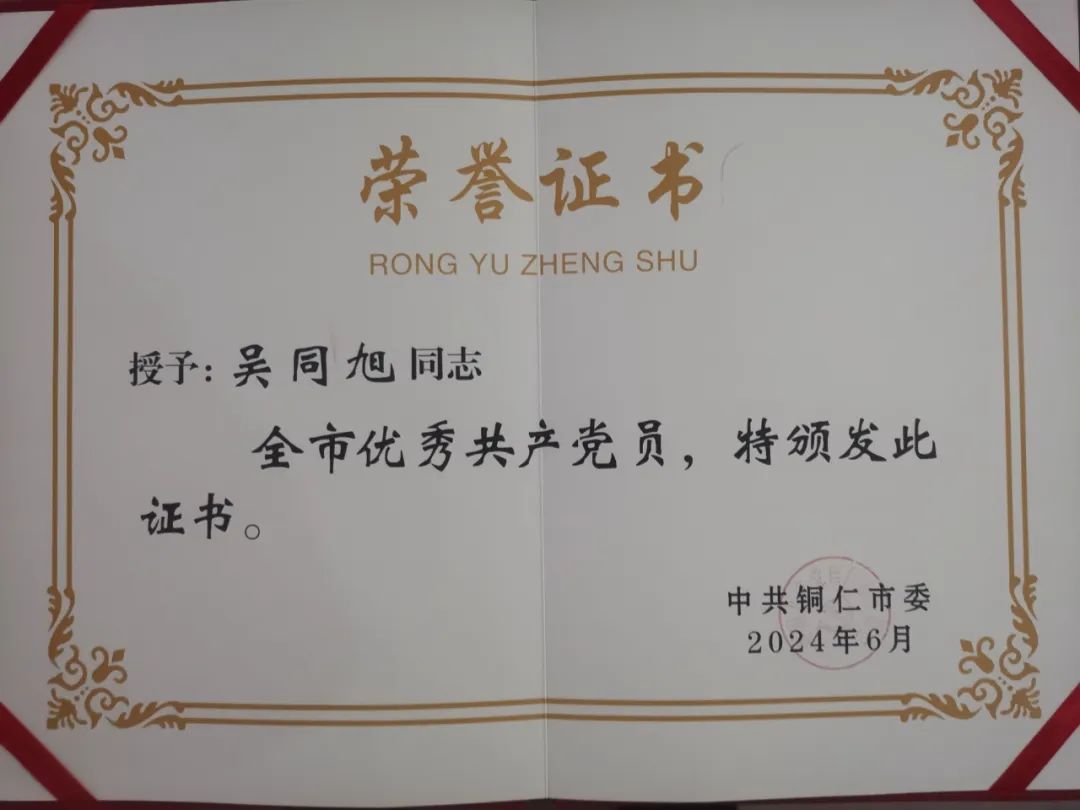 荣誉证书
RONG YU ZHENG SHU
授予：吴同旭同志
全市优秀共产党员，特颁发此
证书。
中共铜仁市委
2024年6月